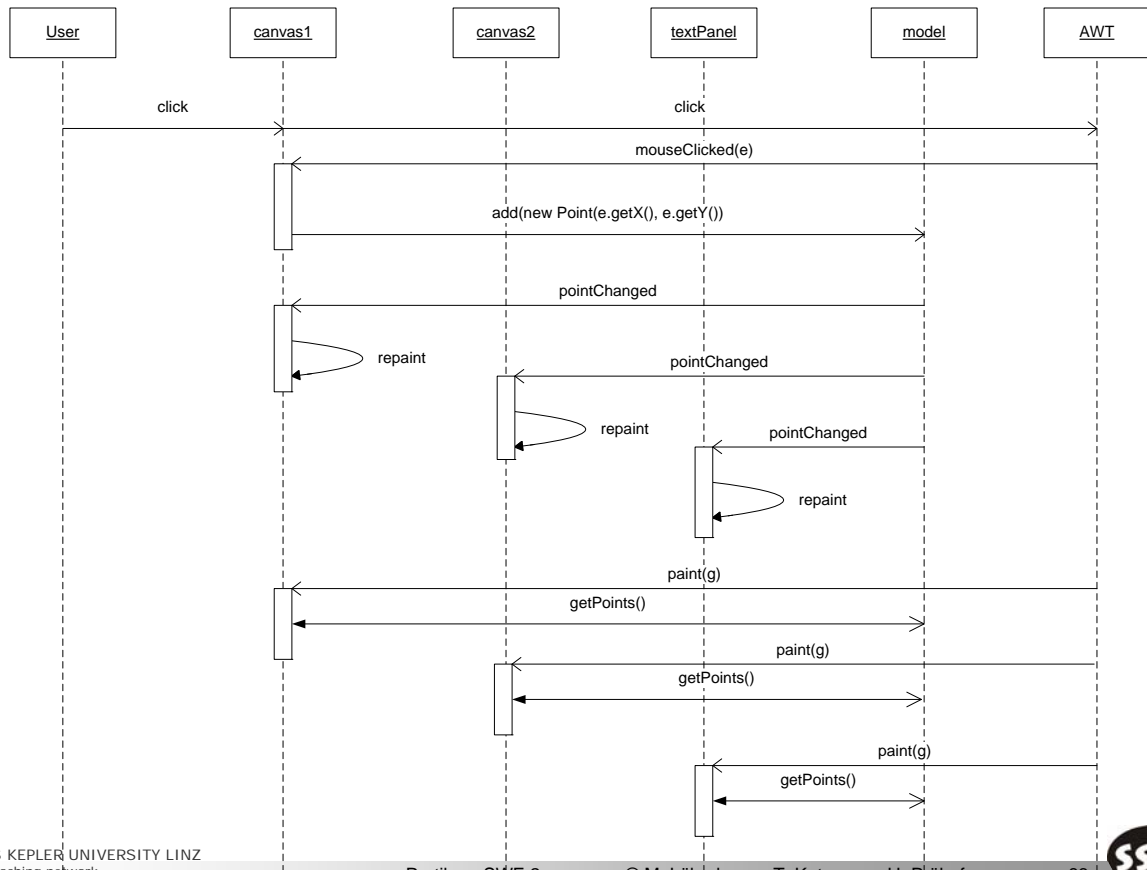 User canvas1 canvas2 textPanel model AWT
click click
mouseClicked(e)
add(new Point(e.getX(), e.getY())
pointChanged
repaint
pointChanged
repaint
pointChanged
repaint
paint(g)
getPoints()
paint(g)
getPoints()
paint(g)
getPoints()
KEPLER UNIVERSITY LINZ